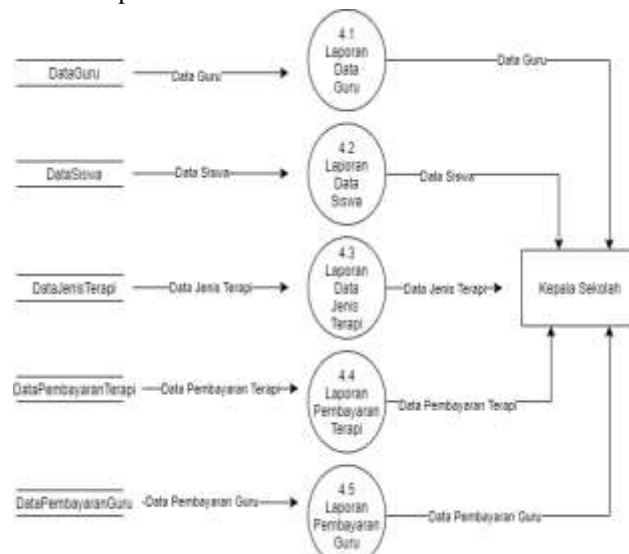 4.1
Laporan
Data
Guru
DataGuru
Data Guru
Data Guru
4.2
Laporan
Data
Siswa
DataSiswa
Data Siswa
Data Siswa
4.3
Laporan
Data
Jenis
Terapi
DataJenisTerapi
Data Jenis Terapi
Data Jenis Terapi
Kepala Sekolah
4.4
Laporan
Pembayaran
Terapi
DataPembayaranTerapi
Data Pembayaran Terapi
Data Pembayaran Terapi
4.5
Laporan
Pembayaran
Guru
DataPembayaranGuru
Data Pembayaran Guru
Data Pembayaran Guru